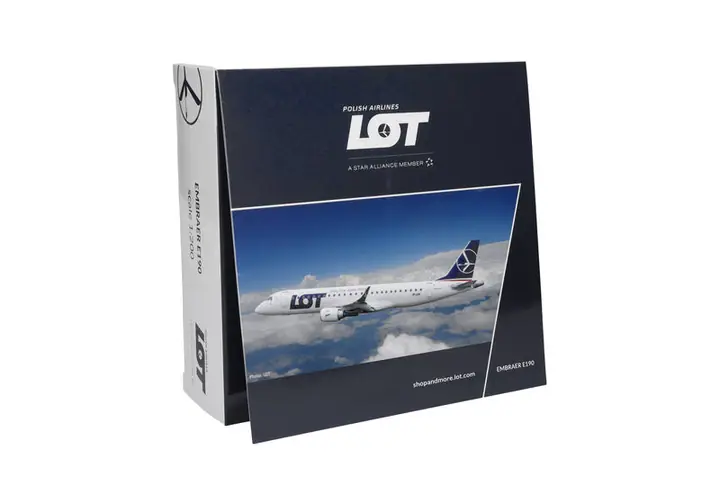 POLISH AIRLINES
LOT
A STAR ALLIANCE MEMBER
EMBRAER E190
scale 1:200
LOT
LOT
shopandmore.lot.com
EMBRAER E190